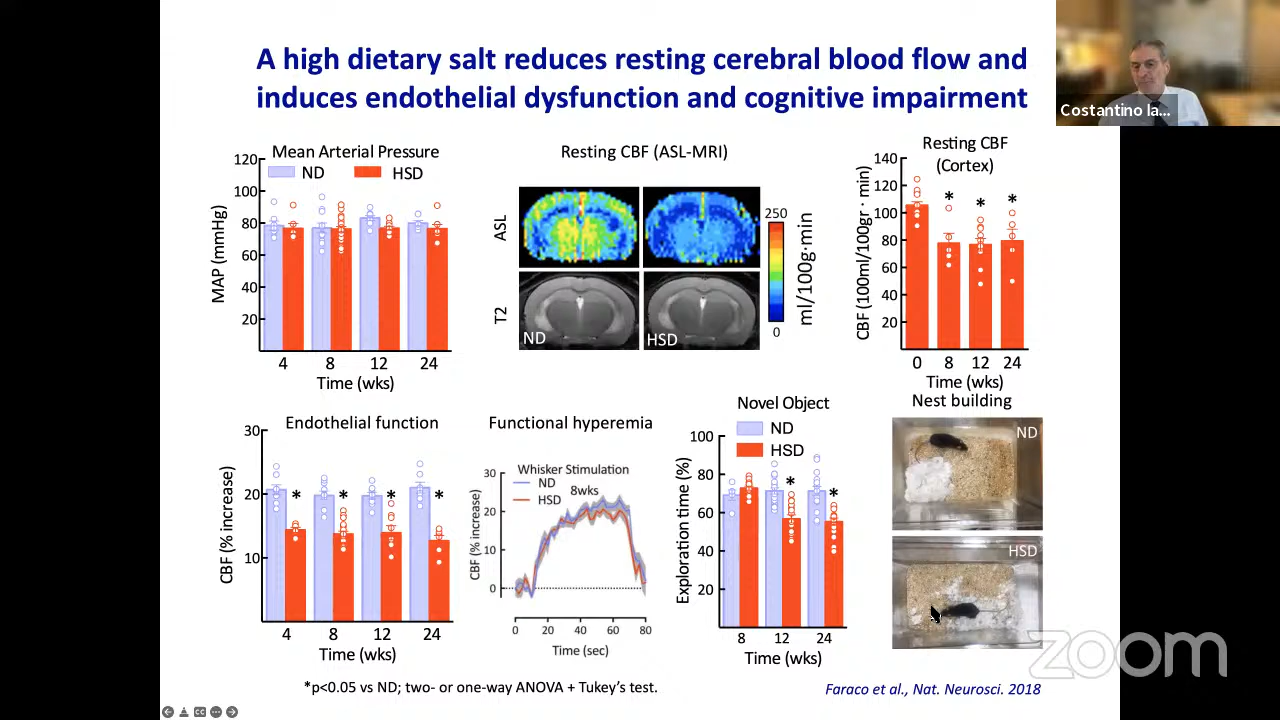 A high dietary salt reduces resting cerebral blood flow and
induces endothelial dysfunction and cognitive impairment
Costantino Ia...
Mean Arterial Pressure
ND
HSD
MAP (mmHg)
120
100
80
60
40
20
4
8
12
24
Time (wks)
Resting CBF (ASL-MRI)
ASL
T2
ND
HSD
250
0
ml/100g·min
Resting CBF
(Cortex)
CBF (100ml/100gr · min)
140
120
100
80
60
40
20
*
*
*
0
8
12
24
Time (wks)
Endothelial function
CBF (% increase)
30
20
10
*
*
*
*
4
8
12
24
Time (wks)
Functional hyperemia
Whisker Stimulation
ND
HSD
8wks
CBF (% increase)
30
20
10
0
0
20
40
60
80
Time (sec)
Novel Object
ND
HSD
Exploration time (%)
100
80
60
40
20
*
*
8
12
24
Time (wks)
Nest building
ND
HSD
*p<0.05 vs ND; two- or one-way ANOVA + Tukey's test.
Faraco et al., Nat. Neurosci. 2018
zoom
CC